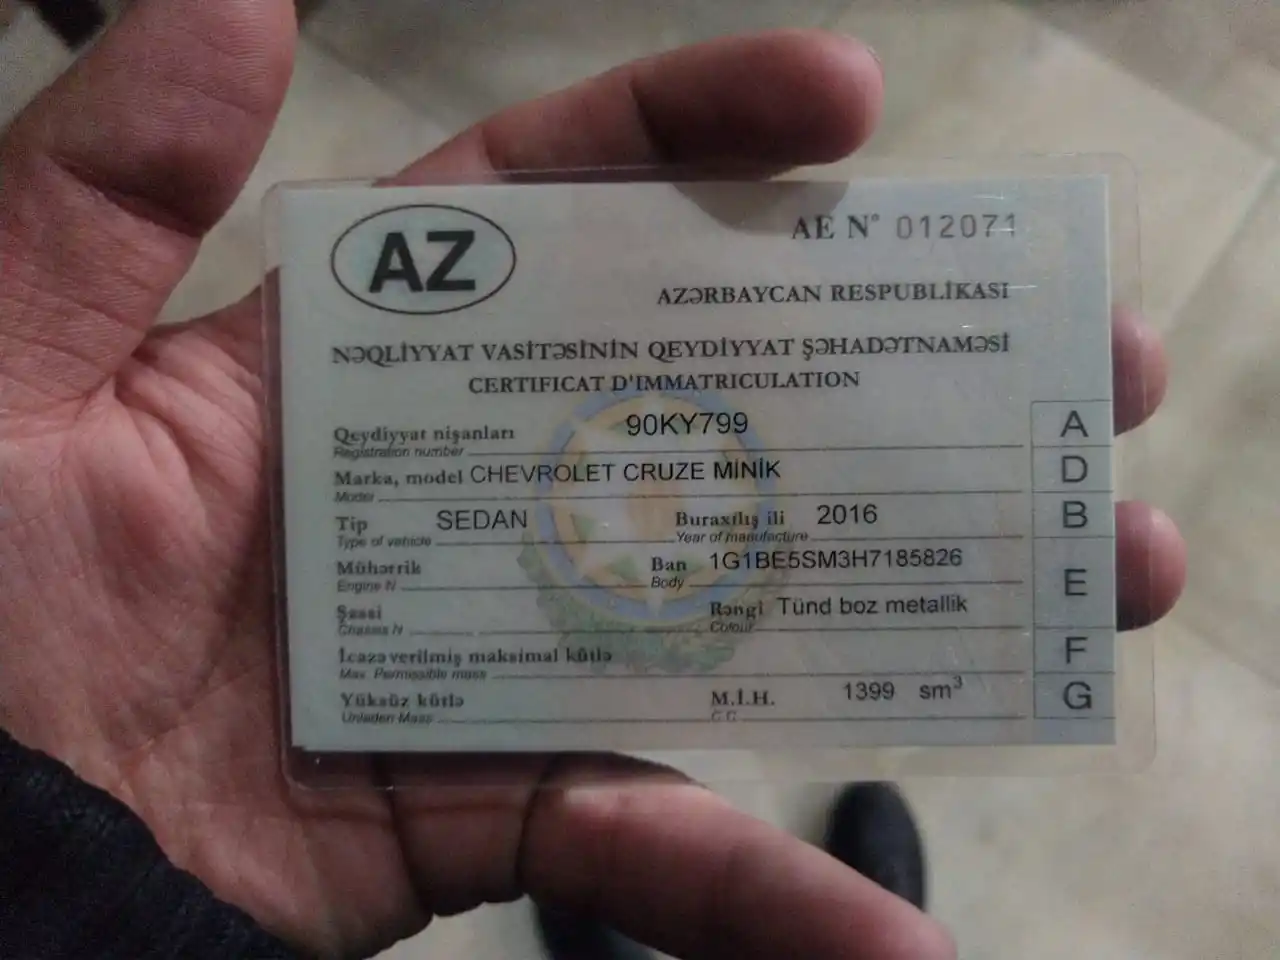 AZ
AE N° 012071
AZƏRBAYCAN RESPUBLİKASI
NƏQLİYYAT VASİTƏSİNİN QEYDİYYAT ŞƏHADƏTNAMƏSİ
CERTIFICAT D'IMMATRICULATION
Qeydiyyat nişanları 90KY799 A
Registration number
Marka, model CHEVROLET CRUZE MİNİK D
Model
Tip SEDAN Buraxılış ili 2016 B
Type of vehicle Year of manufacture
Mühərrik Ban 1G1BE5SM3H7185826 E
Engine N Body
Şassi Rəngi Tünd boz metallik
Chassis N Colour
İcazə verilmiş maksimal kütlə F
Max. Permissible mass
Yüksüz kütlə M.İ.H. 1399 sm³ G
Unladen Mass C.C.